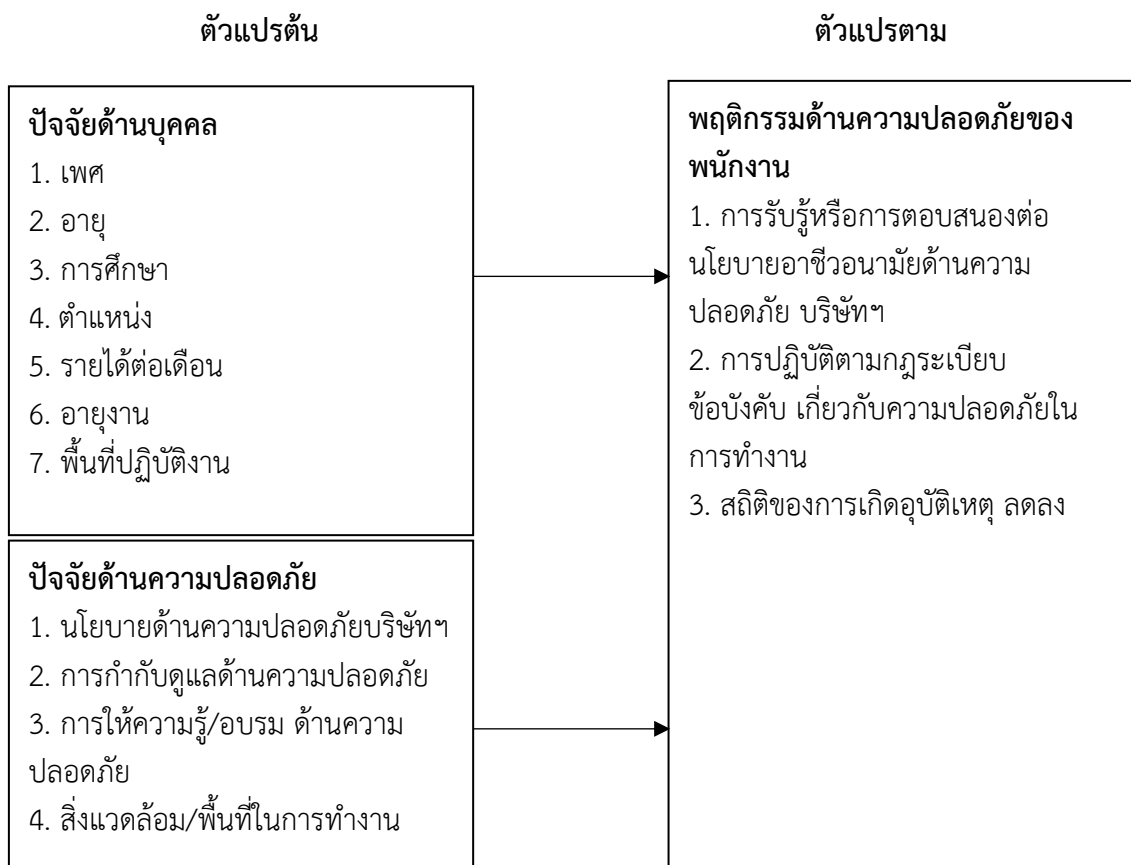 ตัวแปรต้น
ตัวแปรตาม
ปัจจัยด้านบุคคล
1. เพศ
2. อายุ
3. การศึกษา
4. ตำแหน่ง
5. รายได้ต่อเดือน
6. อายุงาน
7. พื้นที่ปฏิบัติงาน
ปัจจัยด้านความปลอดภัย
1. นโยบายด้านความปลอดภัยบริษัทฯ
2. การกำกับดูแลด้านความปลอดภัย
3. การให้ความรู้/อบรม ด้านความ
ปลอดภัย
4. สิ่งแวดล้อม/พื้นที่ในการทำงาน
พฤติกรรมด้านความปลอดภัยของ
พนักงาน
1. การรับรู้หรือการตอบสนองต่อ
นโยบายอาชีวอนามัยด้านความ
ปลอดภัย บริษัทฯ
2. การปฏิบัติตามกฎระเบียบ
ข้อบังคับ เกี่ยวกับความปลอดภัยใน
การทำงาน
3. สถิติของการเกิดอุบัติเหตุ ลดลง